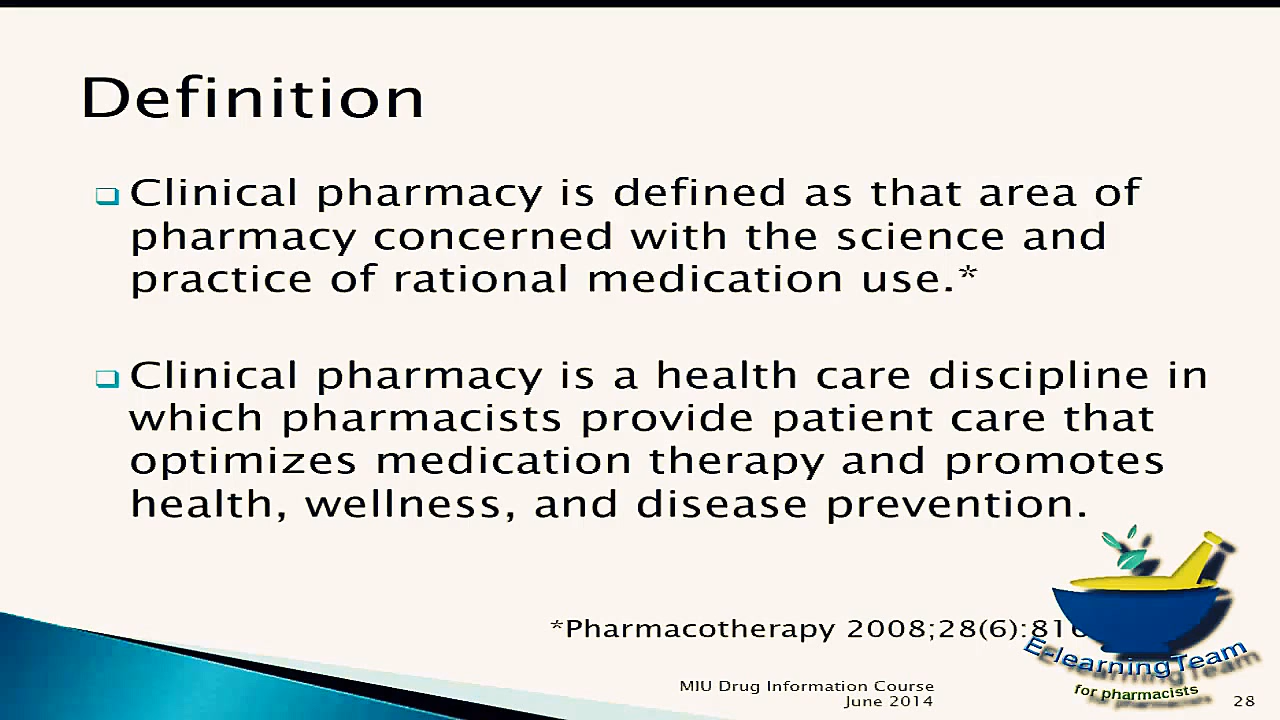 Definition
Clinical pharmacy is defined as that area of
pharmacy concerned with the science and
practice of rational medication use.*
Clinical pharmacy is a health care discipline in
which pharmacists provide patient care that
optimizes medication therapy and promotes
health, wellness, and disease prevention.
*Pharmacotherapy 2008;28(6):816
E-learningTeam
for pharmacists
MIU Drug Information Course
June 2014
28